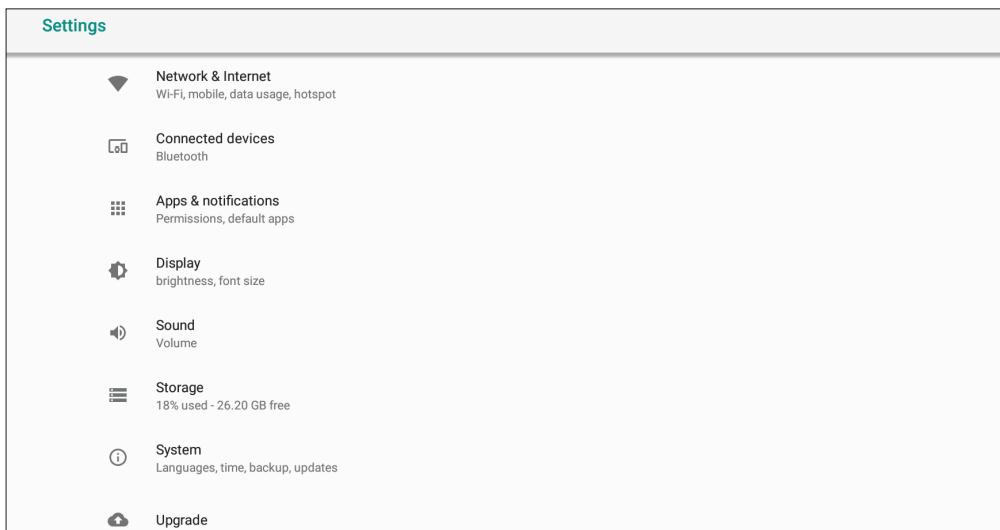 Settings
Network & Internet
Wi-Fi, mobile, data usage, hotspot
Connected devices
Bluetooth
Apps & notifications
Permissions, default apps
Display
brightness, font size
Sound
Volume
Storage
18% used - 26.20 GB free
System
Languages, time, backup, updates
Upgrade